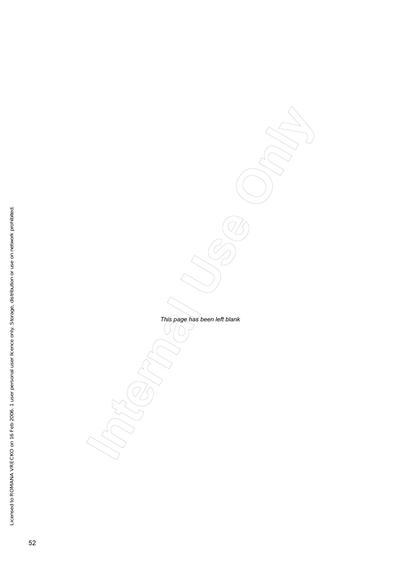 Licensed to ROMANA VRECKO on 16 Feb 2006. 1 user personal user licence only. Storage, distribution or use on network prohibited.
Internal Use Only
This page has been left blank
52